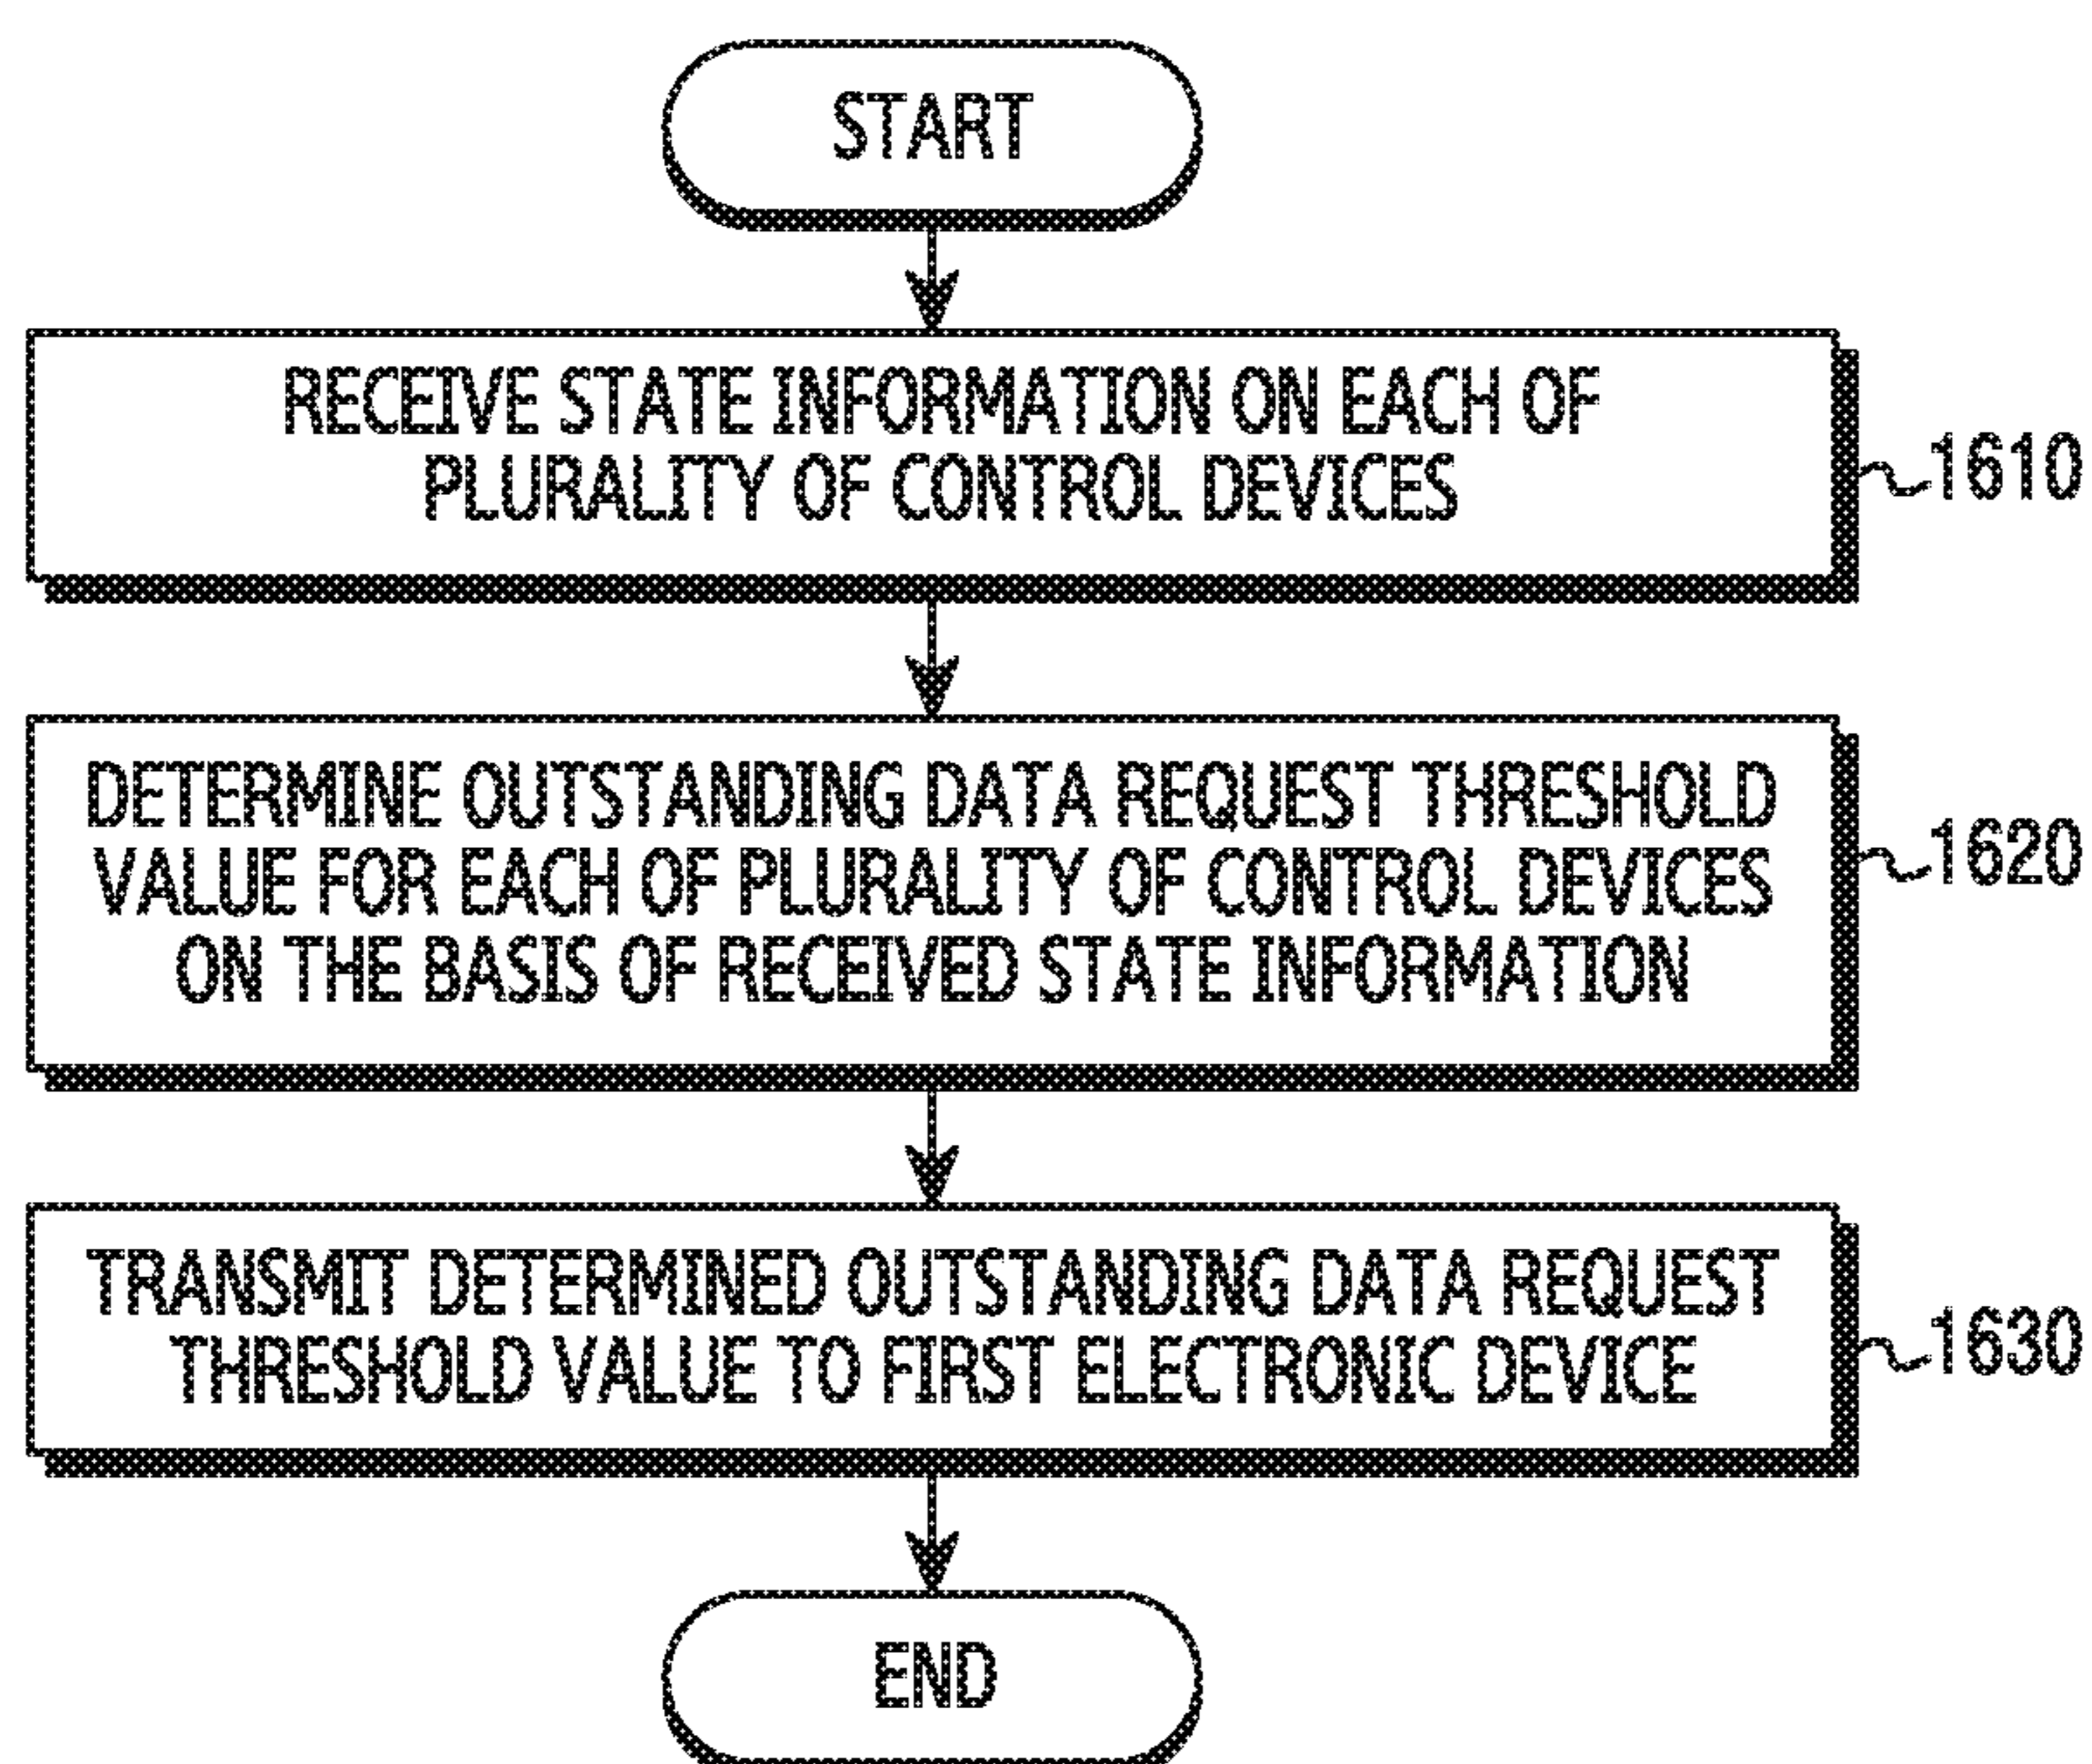 START
RECEIVE STATE INFORMATION ON EACH OF
PLURALITY OF CONTROL DEVICES
1610
DETERMINE OUTSTANDING DATA REQUEST THRESHOLD
VALUE FOR EACH OF PLURALITY OF CONTROL DEVICES
ON THE BASIS OF RECEIVED STATE INFORMATION
1620
TRANSMIT DETERMINED OUTSTANDING DATA REQUEST
THRESHOLD VALUE TO FIRST ELECTRONIC DEVICE
1630
END